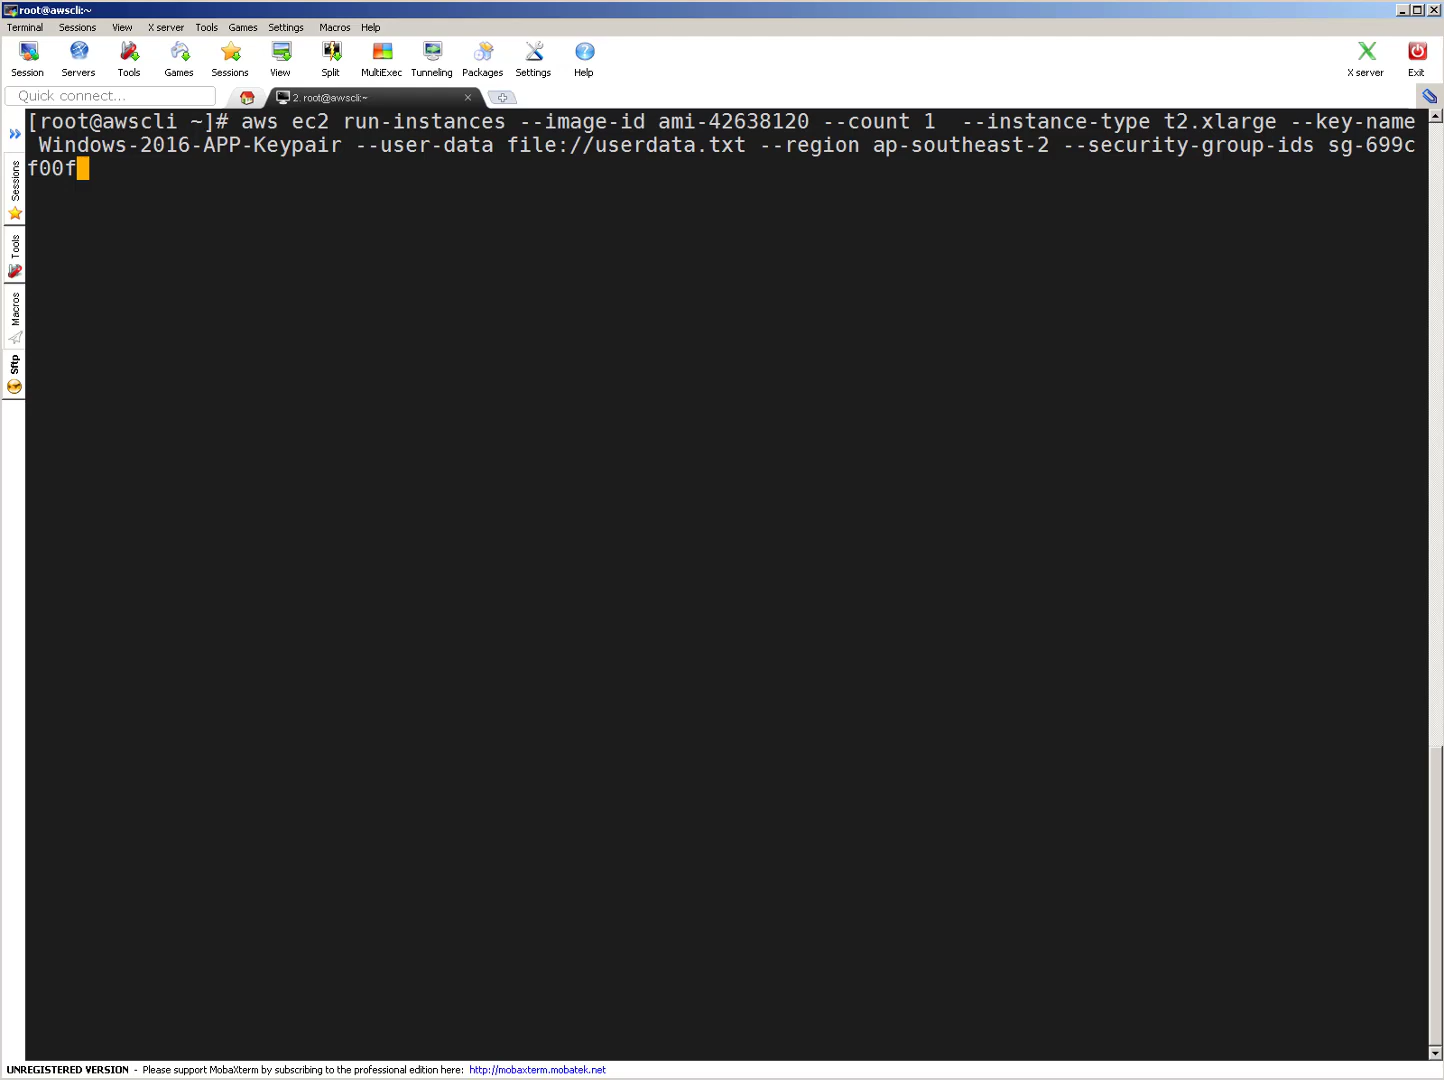 root@awscli:~
Terminal Sessions View X server Tools Games Settings Macros Help
Session Servers Tools Games Sessions View Split MultiExec Tunneling Packages Settings Help X server Exit
Quick connect...
2. root@awscli:~
[root@awscli ~]# aws ec2 run-instances --image-id ami-42638120 --count 1  --instance-type t2.xlarge --key-name
Windows-2016-APP-Keypair --user-data file://userdata.txt --region ap-southeast-2 --security-group-ids sg-699c
f00f
Sessions
Tools
Macros
Sftp
UNREGISTERED VERSION - Please support MobaXterm by subscribing to the professional edition here: http://mobaxterm.mobatek.net